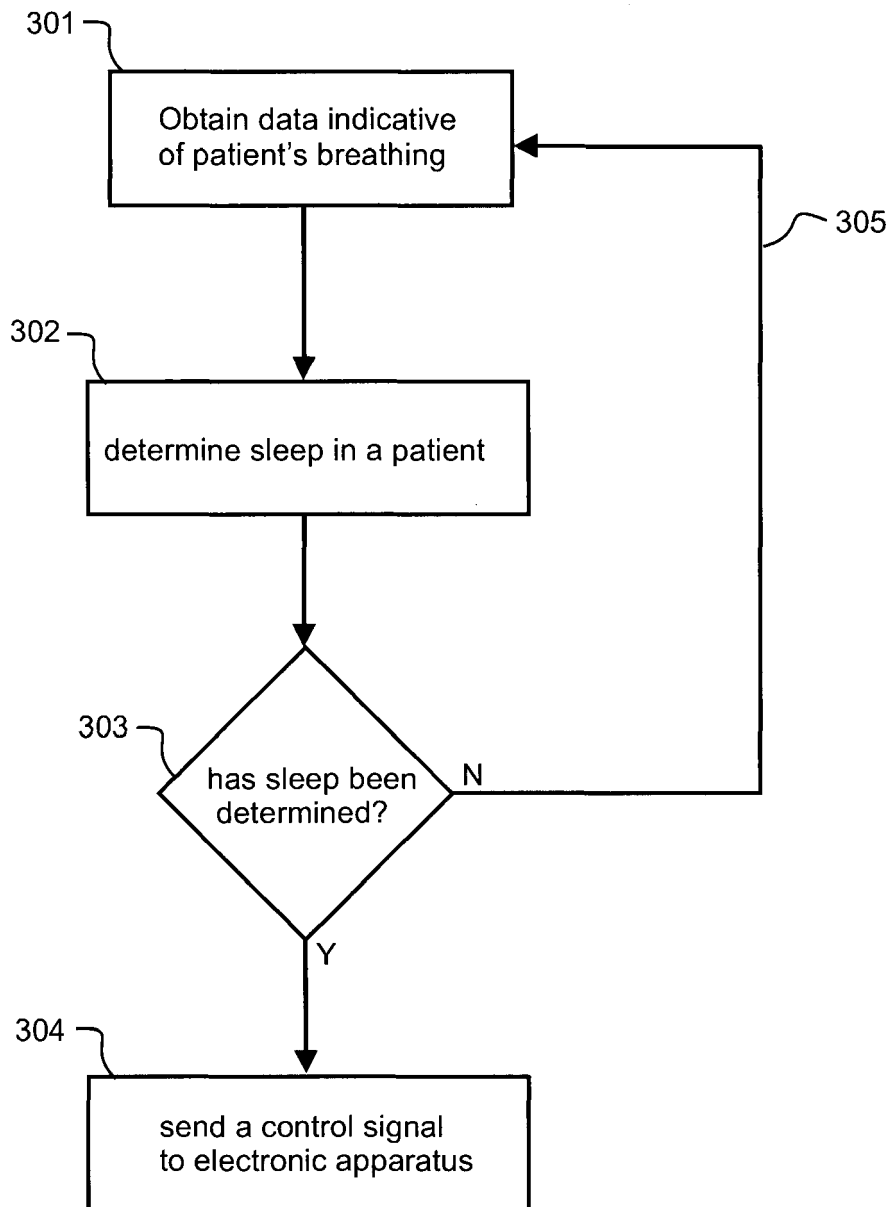 301
Obtain data indicative
of patient's breathing
305
302
determine sleep in a patient
303
has sleep been
determined?
N
Y
304
send a control signal
to electronic apparatus